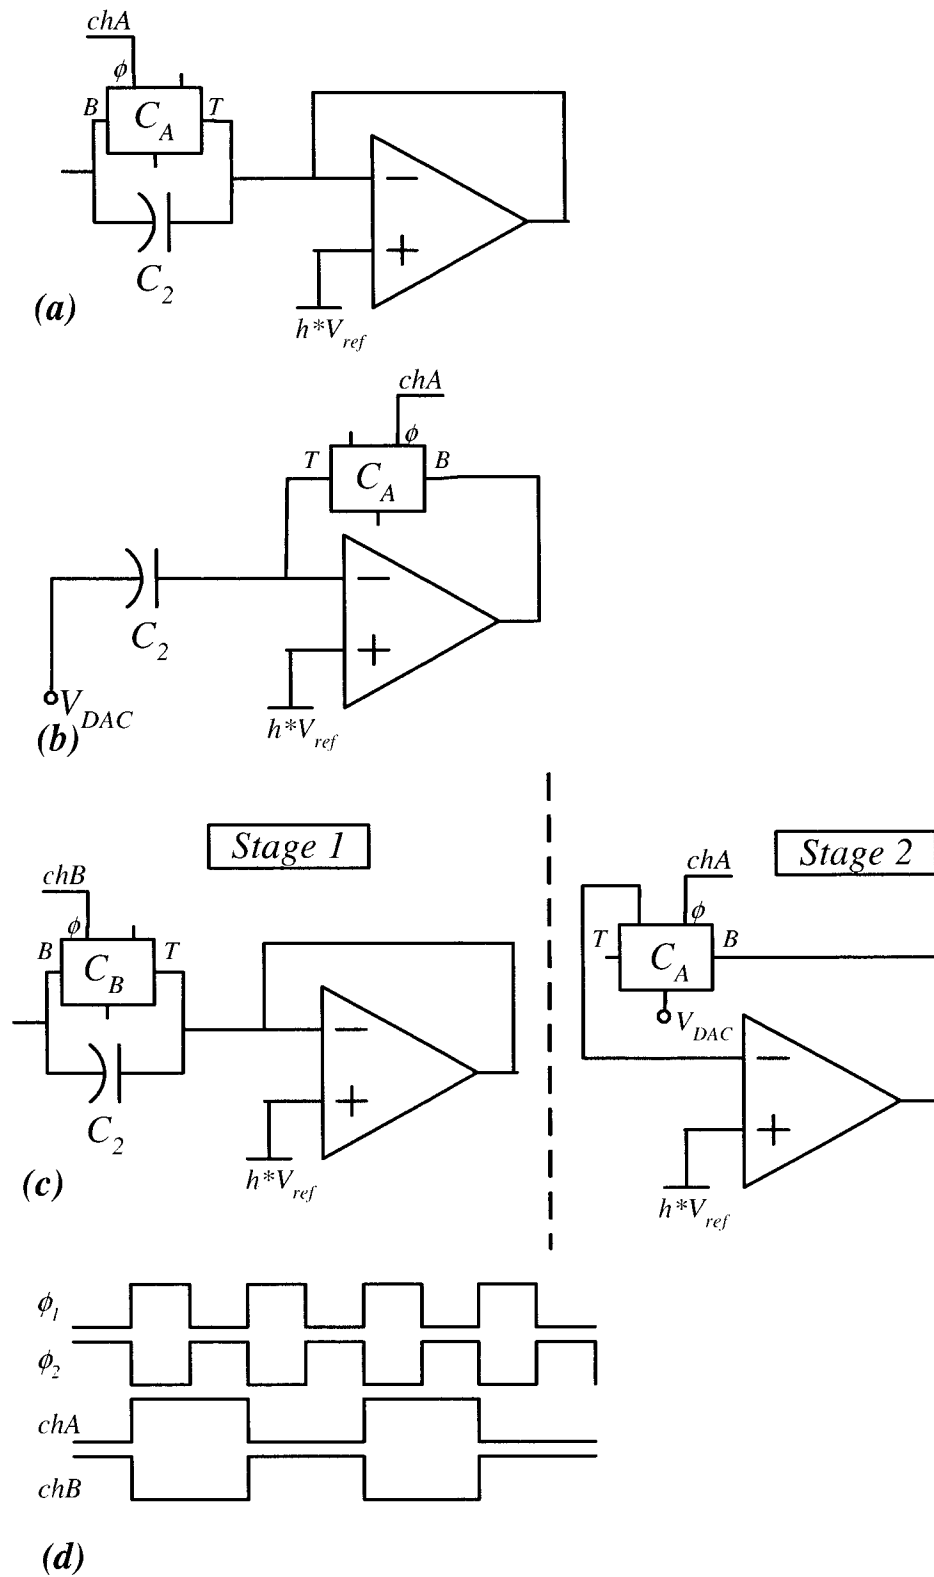 chA
ϕ
B C_A T
C_2
− +
h*V_ref
(a)
chA
ϕ
T C_A B
C_2
− +
V_DAC
h*V_ref
(b)
Stage 1
Stage 2
chB
ϕ
B C_B T
C_2
− +
h*V_ref
(c)
chA
ϕ
T C_A B
V_DAC
− +
h*V_ref
ϕ_1
ϕ_2
chA
chB
(d)